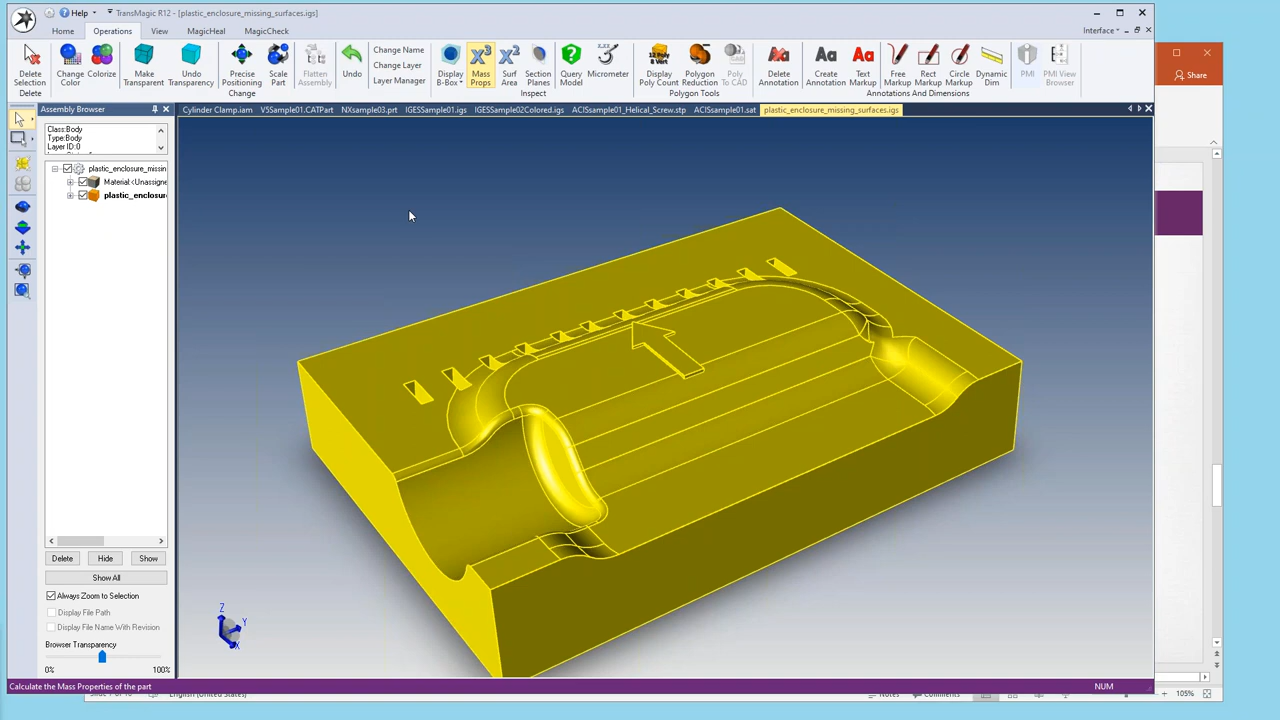 Help
TransMagic R12 - [plastic_enclosure_missing_surfaces.igs]
Home
Operations
View
MagicHeal
MagicCheck
Interface
Delete Selection
Change Color
Colorize
Make Transparent
Undo Transparency
Precise Positioning
Scale Part
Flatten Assembly
Undo
Change Name
Change Layer
Layer Manager
Display B-Box
Mass Props
Surf Area
Section Planes
Query Model
Micrometer
Display Poly Count
Polygon Reduction
Poly To CAD
Delete Annotation
Create Annotation
Text Markup
Free Markup
Rect Markup
Circle Markup
Dynamic Dim
PMI
PMI View Browser
Share
Delete
Change
Inspect
Polygon Tools
Annotations And Dimensions
Assembly Browser
Cylinder Clamp.iam
V5Sample01.CATPart
NXsample03.prt
IGESSample01.igs
IGESSample02Colored.igs
ACISsample01_Helical_Screw.stp
ACISsample01.sat
plastic_enclosure_missing_surfaces.igs
Class:Body
Type:Body
Layer ID:0
plastic_enclosure_missin
Material:<Unassigne
plastic_enclosur
Delete
Hide
Show
Show All
Always Zoom to Selection
Display File Path
Display File Name With Revision
Browser Transparency
0%
100%
Z
Y
X
Calculate the Mass Properties of the part
NUM
English (United States)
Notes
Comments
105%